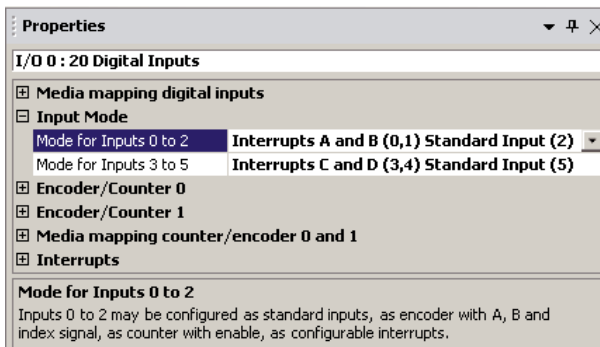 Properties
I/O 0 : 20 Digital Inputs
Media mapping digital inputs
Input Mode
Mode for Inputs 0 to 2 Interrupts A and B (0,1) Standard Input (2)
Mode for Inputs 3 to 5 Interrupts C and D (3,4) Standard Input (5)
Encoder/Counter 0
Encoder/Counter 1
Media mapping counter/encoder 0 and 1
Interrupts
Mode for Inputs 0 to 2
Inputs 0 to 2 may be configured as standard inputs, as encoder with A, B and
index signal, as counter with enable, as configurable interrupts.